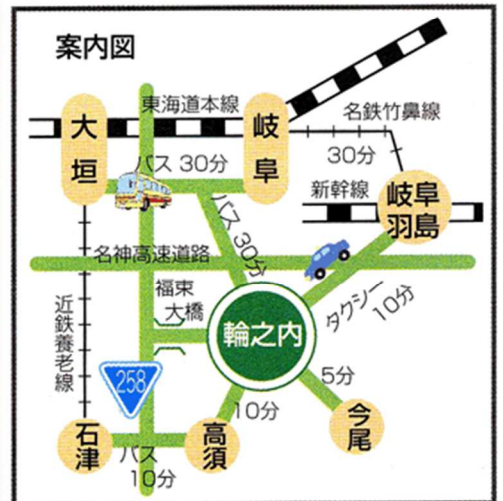 案内図
東海道本線
名鉄竹鼻線
大垣
岐阜
バス 30分
30分
新幹線
岐阜
羽島
バス 30分
名神高速道路
タクシー
10分
福東
大橋
近鉄養老線
輪之内
258
5分
10分
今尾
石津
高須
バス
10分